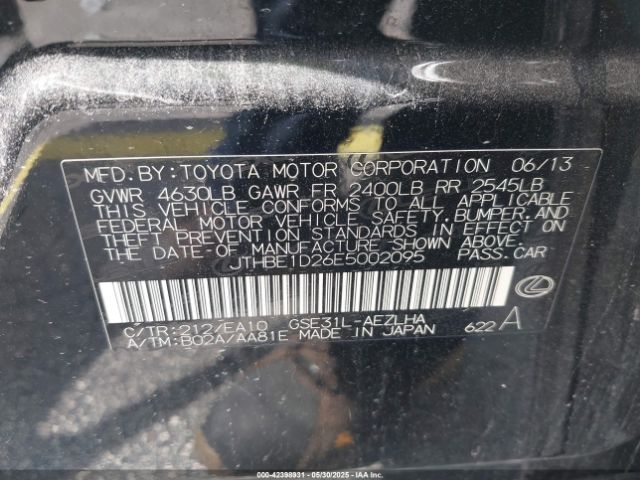 MFD.BY:TOYOTA MOTOR CORPORATION 06/13
GVWR 4630LB GAWR FR 2400LB RR 2545LB
THIS VEHICLE CONFORMS TO ALL APPLICABLE
FEDERAL MOTOR VEHICLE SAFETY,BUMPER,AND
THEFT PREVENTION STANDARDS IN EFFECT ON
THE DATE OF MANUFACTURE SHOWN ABOVE.
JTHBE1D26E5002095 PASS.CAR
C/TR:212/EA10 GSE31L-AEZLHA
A/TM:B02A/AA81E MADE IN JAPAN 622 A
000-42398931 - 05/30/2025 - IAAI.COM